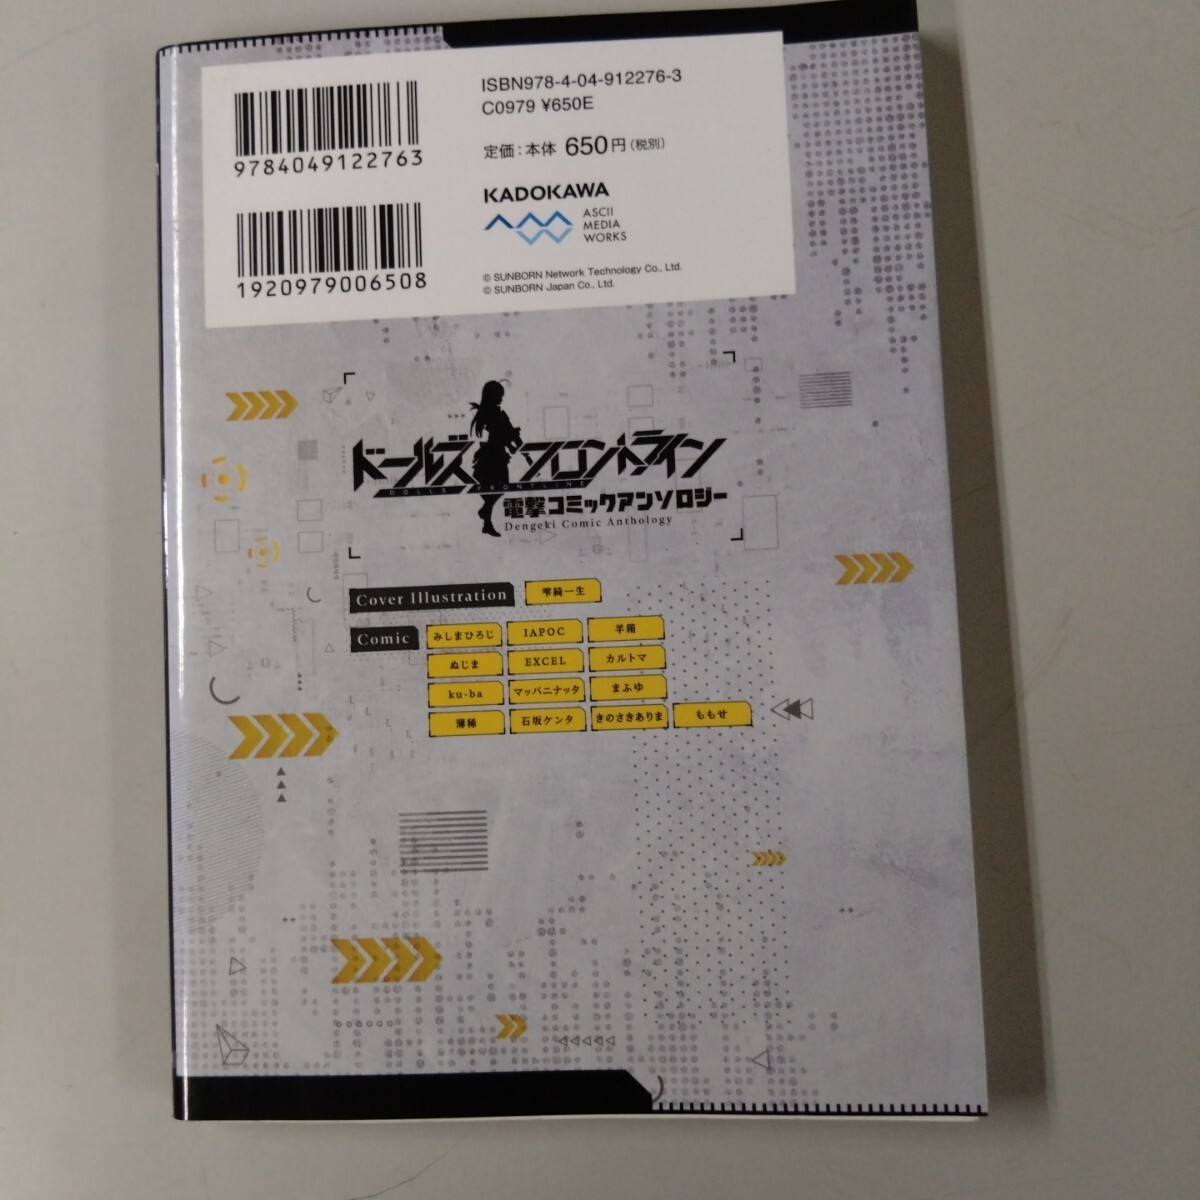 9784049122763
1920979006508
ISBN978-4-04-912276-3
C0979 ¥650E
定価:本体 650円(税別)
KADOKAWA
ASCII
MEDIA
WORKS
© SUNBORN Network Technology Co., Ltd.
© SUNBORN Japan Co., Ltd.
ドールズフロントライン
DOLLS FRONTLINE
電撃コミックアンソロジー
Dengeki Comic Anthology
Cover Illustration 雫綺一生
Comic みしまひろじ IAPOC 羊箱
ぬじま EXCEL カルトマ
ku-ba マッパニナッタ まふゆ
薄稀 石坂ケンタ きのさきありま ももせ